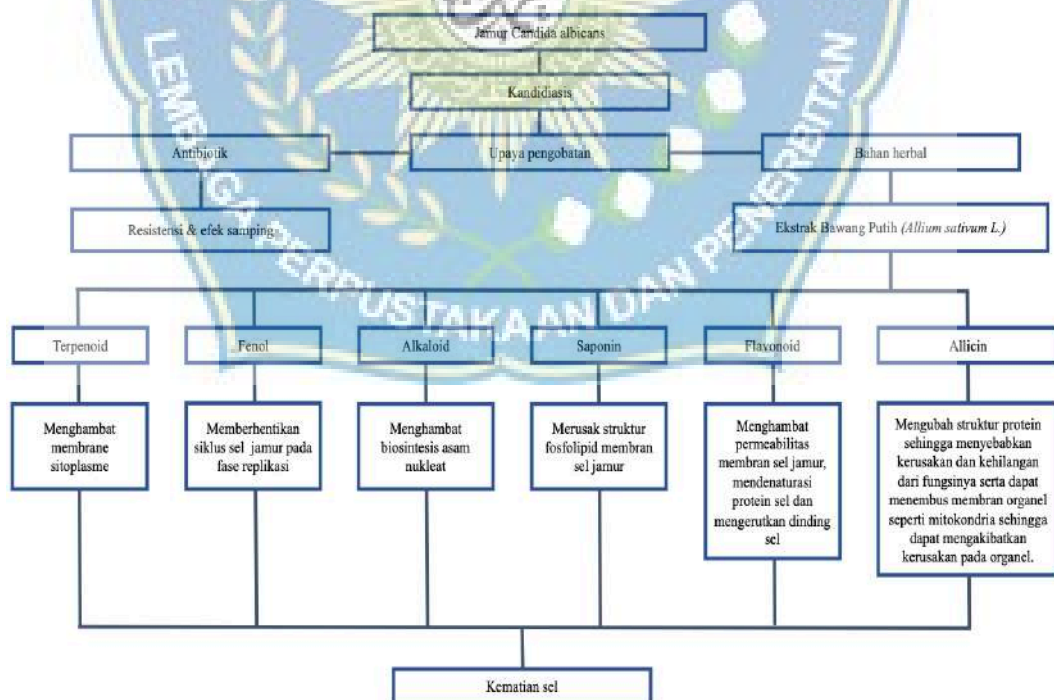 Jamur Candida albicans
Kandidiasis
Antibiotik
Upaya pengobatan
Bahan herbal
Resistensi & efek samping
Ekstrak Bawang Putih (Allium sativum L.)
LEMBAGA PERPUSTAKAAN DAN PENERBITAN
Terpenoid
Fenol
Alkaloid
Saponin
Flavonoid
Allicin
Menghambat
membrane
sitoplasme
Memberhentikan
siklus sel jamur pada
fase replikasi
Menghambat
biosintesis asam
nukleat
Merusak struktur
fosfolipid membran
sel jamur
Menghambat
permeabilitas
membran sel jamur,
mendenaturasi
protein sel dan
mengerutkan dinding
sel
Mengubah struktur protein
sehingga menyebabkan
kerusakan dan kehilangan
dari fungsinya serta dapat
menembus membran organel
seperti mitokondria sehingga
dapat mengakibatkan
kerusakan pada organel.
Kematian sel